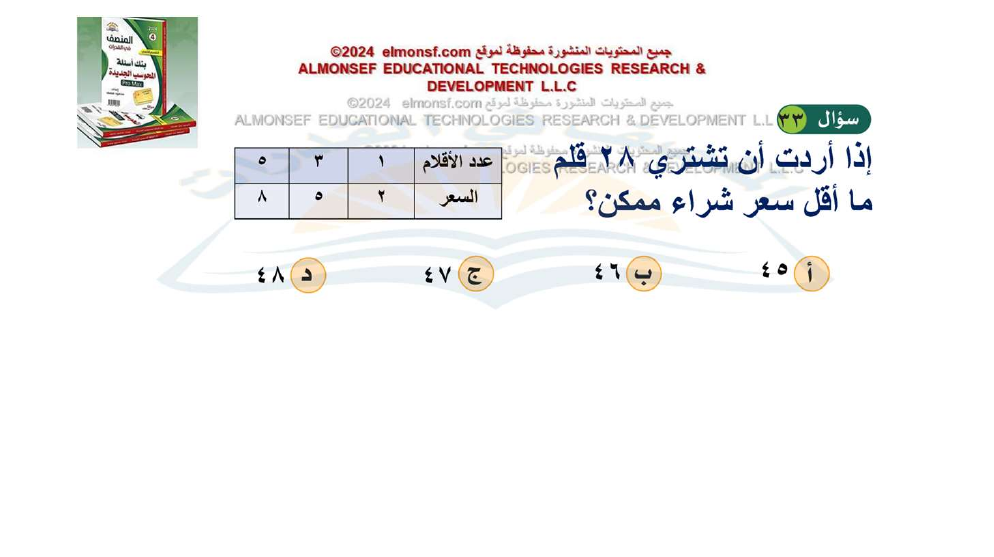 المنصف
في القدرات
بنك أسئلة
المحوسب الجديدة
جميع المحتويات المنشورة محفوظة لموقع elmonsf.com ©2024
ALMONSEF EDUCATIONAL TECHNOLOGIES RESEARCH &
DEVELOPMENT L.L.C
جميع المحتويات المنشورة محفوظة لموقع elmonsf.com ©2024
ALMONSEF EDUCATIONAL TECHNOLOGIES RESEARCH & DEVELOPMENT L.L
سؤال ٣٣
إذا أردت أن تشتري ٢٨ قلم
ما أقل سعر شراء ممكن؟
عدد الأقلام ١ ٣ ٥
السعر ٢ ٥ ٨
أ ٤٥ ب ٤٦ ج ٤٧ د ٤٨